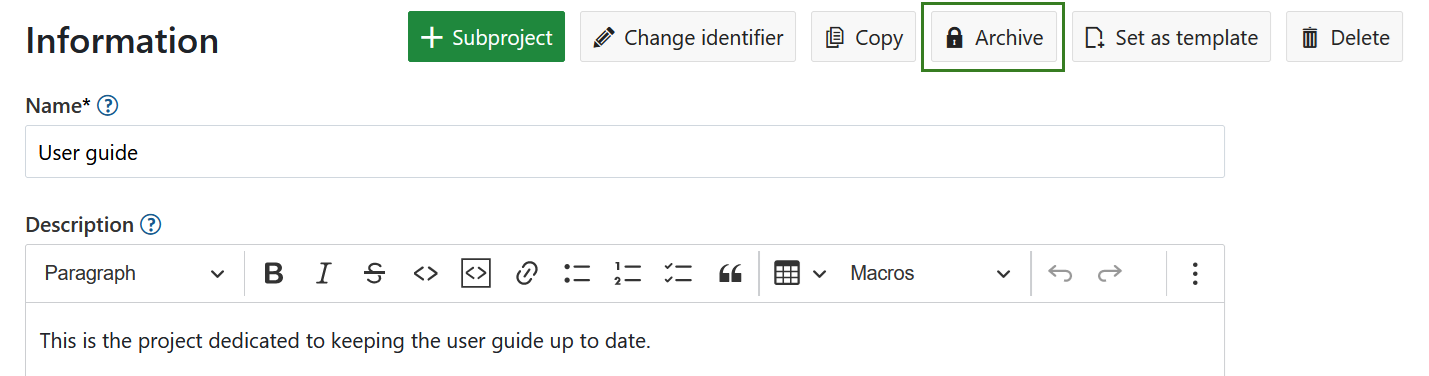 Information
Subproject
Change identifier
Copy
Archive
Set as template
Delete
Name*
User guide
Description
Paragraph
Macros
This is the project dedicated to keeping the user guide up to date.